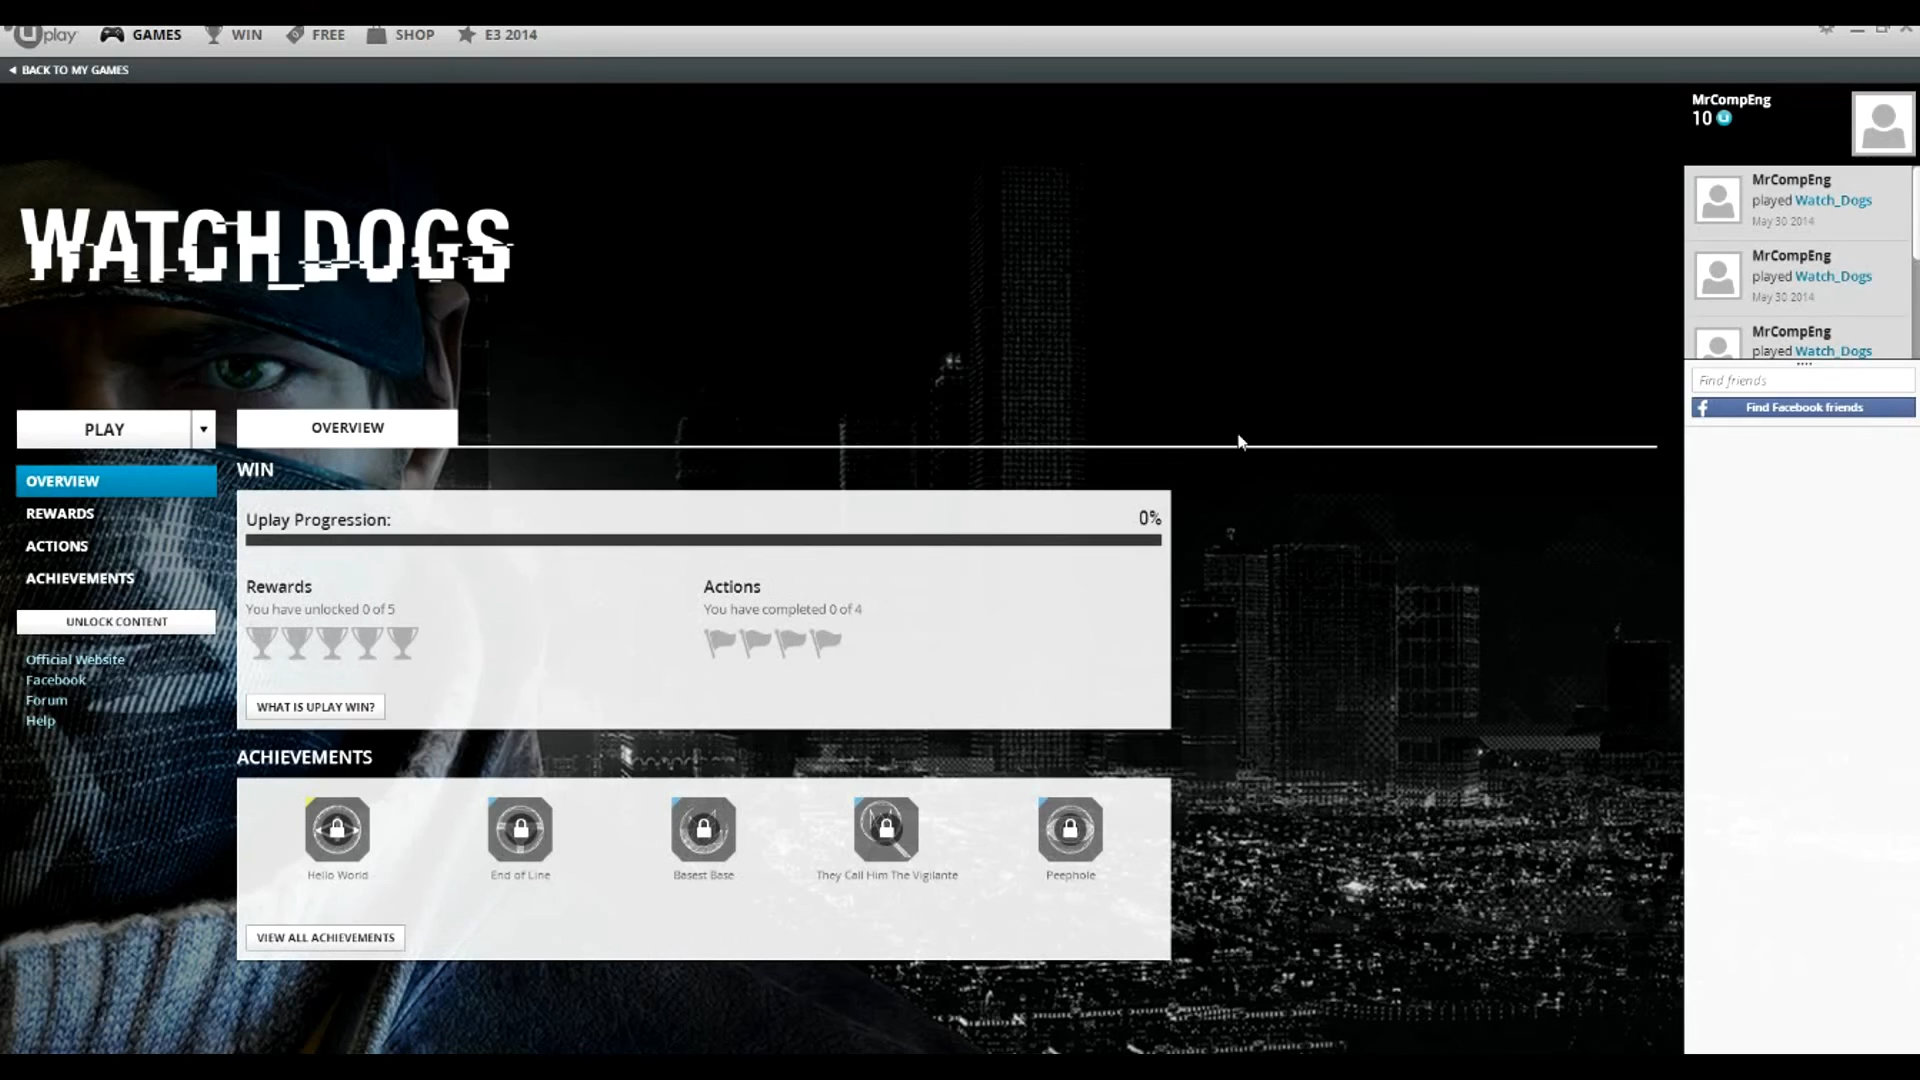 Uplay GAMES WIN FREE SHOP E3 2014
BACK TO MY GAMES
MrCompEng
10
MrCompEng
played Watch_Dogs
May 30 2014
MrCompEng
played Watch_Dogs
May 30 2014
MrCompEng
played Watch_Dogs
Find friends
Find Facebook friends
WATCH_DOGS
PLAY
OVERVIEW
REWARDS
ACTIONS
ACHIEVEMENTS
UNLOCK CONTENT
Official Website
Facebook
Forum
Help
OVERVIEW
WIN
Uplay Progression: 0%
Rewards
You have unlocked 0 of 5
Actions
You have completed 0 of 4
WHAT IS UPLAY WIN?
ACHIEVEMENTS
Hello World
End of Line
Basest Base
They Call Him The Vigilante
Peephole
VIEW ALL ACHIEVEMENTS